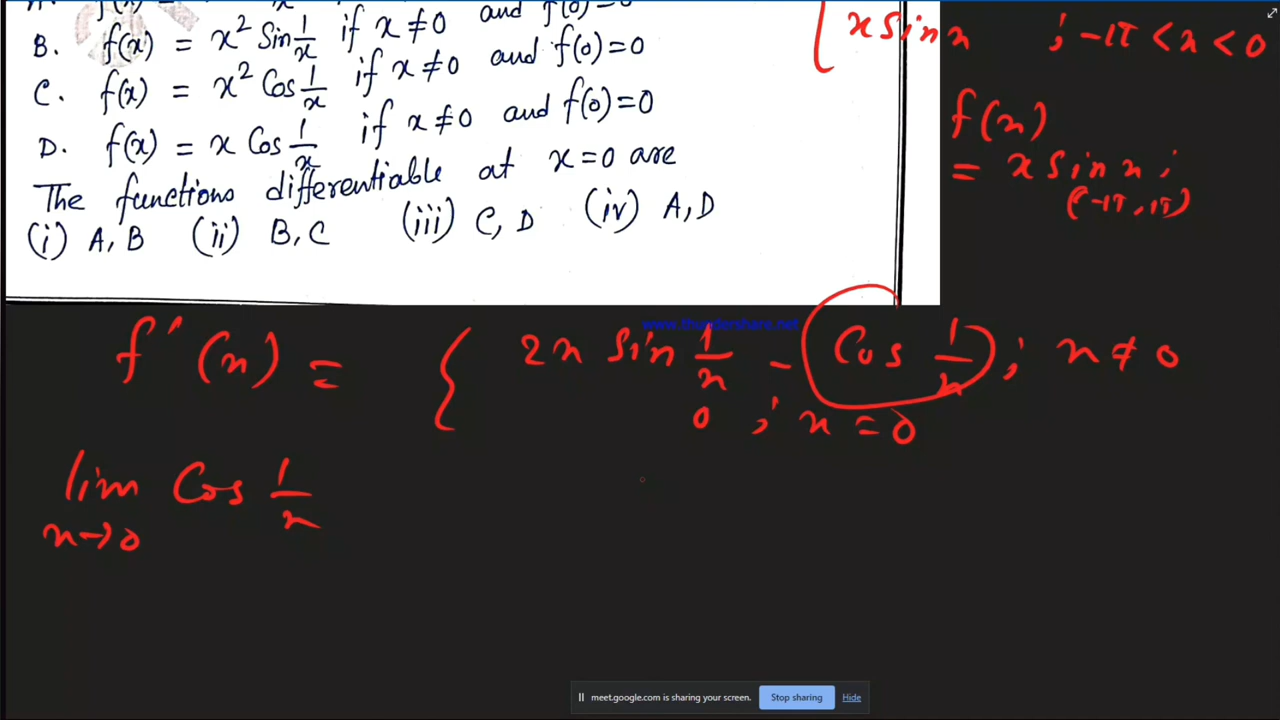 and f(0)=0
B. f(x) = x² Sin 1/x if x≠0 and f(0)=0
C. f(x) = x² Cos 1/x if x≠0 and f(0)=0
D. f(x) = x Cos 1/x if x≠0 and f(0)=0
The functions differentiable at x=0 are
(i) A, B (ii) B, C (iii) C, D (iv) A, D
{ x sin x ; -π < x < 0
f(x)
= x sin x ;
(-π, π)
www.thundershare.net
f'(x) = { 2x sin 1/x - Cos 1/x ; x ≠ 0
0 ; x = 0
lim Cos 1/x
x→0
meet.google.com is sharing your screen. Stop sharing Hide